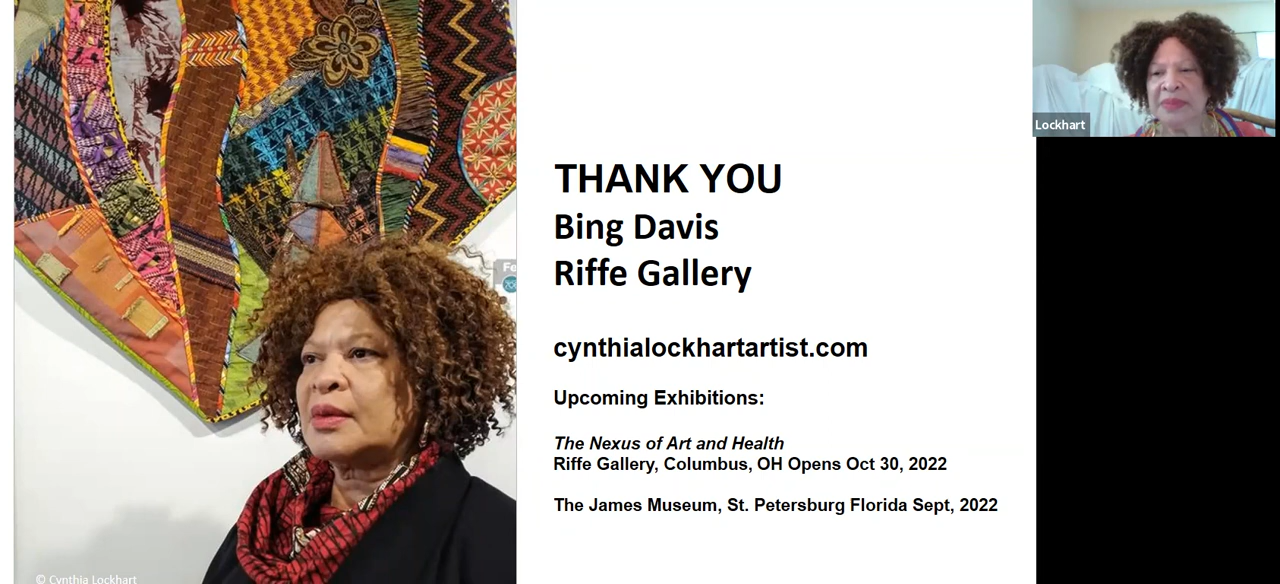 THANK YOU
Bing Davis
Riffe Gallery
cynthialockhartartist.com
Upcoming Exhibitions:
The Nexus of Art and Health
Riffe Gallery, Columbus, OH Opens Oct 30, 2022
The James Museum, St. Petersburg Florida Sept, 2022
Lockhart
Fe
© Cynthia Lockhart